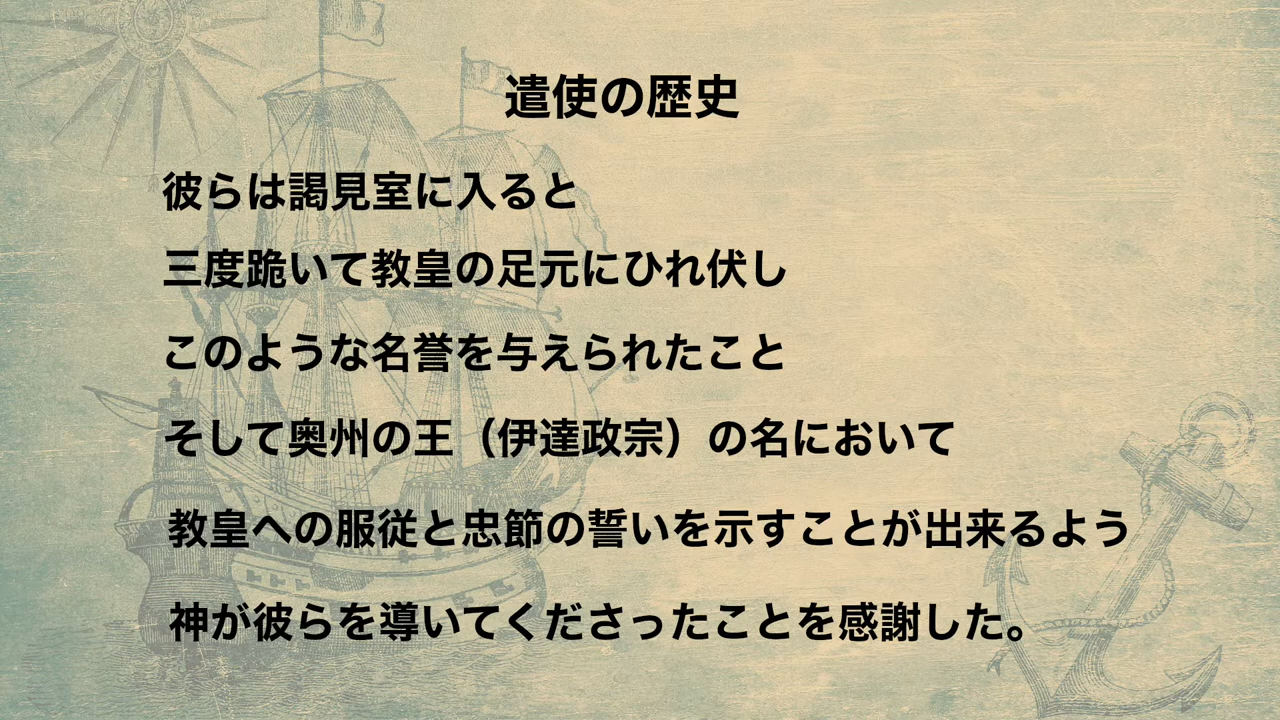 遣使の歴史
彼らは謁見室に入ると
三度跪いて教皇の足元にひれ伏し
このような名誉を与えられたこと
そして奥州の王（伊達政宗）の名において
教皇への服従と忠節の誓いを示すことが出来るよう
神が彼らを導いてくださったことを感謝した。